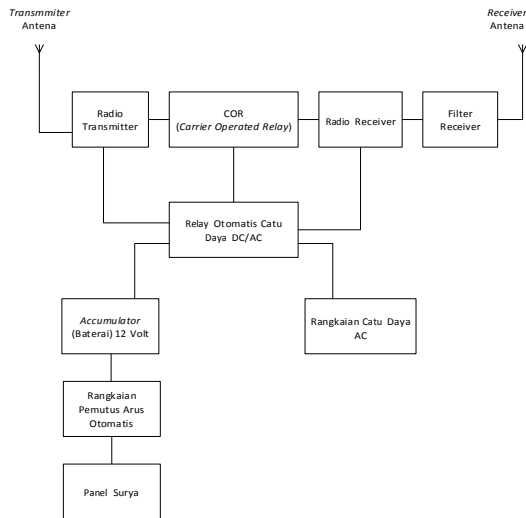 Transmmiter
Antena
Receiver
Antena
Radio
Transmitter
COR
(Carrier Operated Relay)
Radio Receiver
Filter
Receiver
Relay Otomatis Catu
Daya DC/AC
Accumulator
(Baterai) 12 Volt
Rangkaian Catu Daya
AC
Rangkaian
Pemutus Arus
Otomatis
Panel Surya